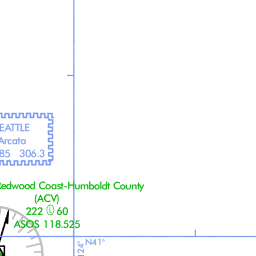 EATTLE
Arcata
85 306.3
Redwood Coast-Humboldt County
(ACV)
222 Ⓛ 60
ASOS 118.525
N41°
124°